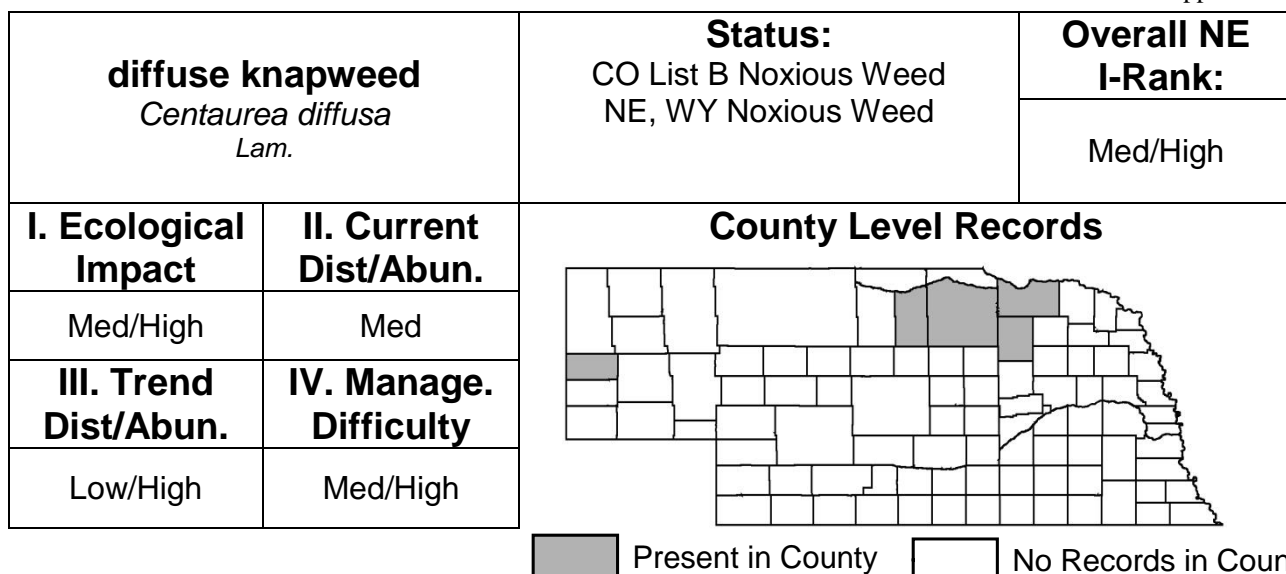 diffuse knapweed
Centaurea diffusa
Lam.
Status:
CO List B Noxious Weed
NE, WY Noxious Weed
Overall NE
I-Rank:
Med/High
I. Ecological
Impact
II. Current
Dist/Abun.
Med/High
Med
III. Trend
Dist/Abun.
IV. Manage.
Difficulty
Low/High
Med/High
County Level Records
Present in County
No Records in Coun